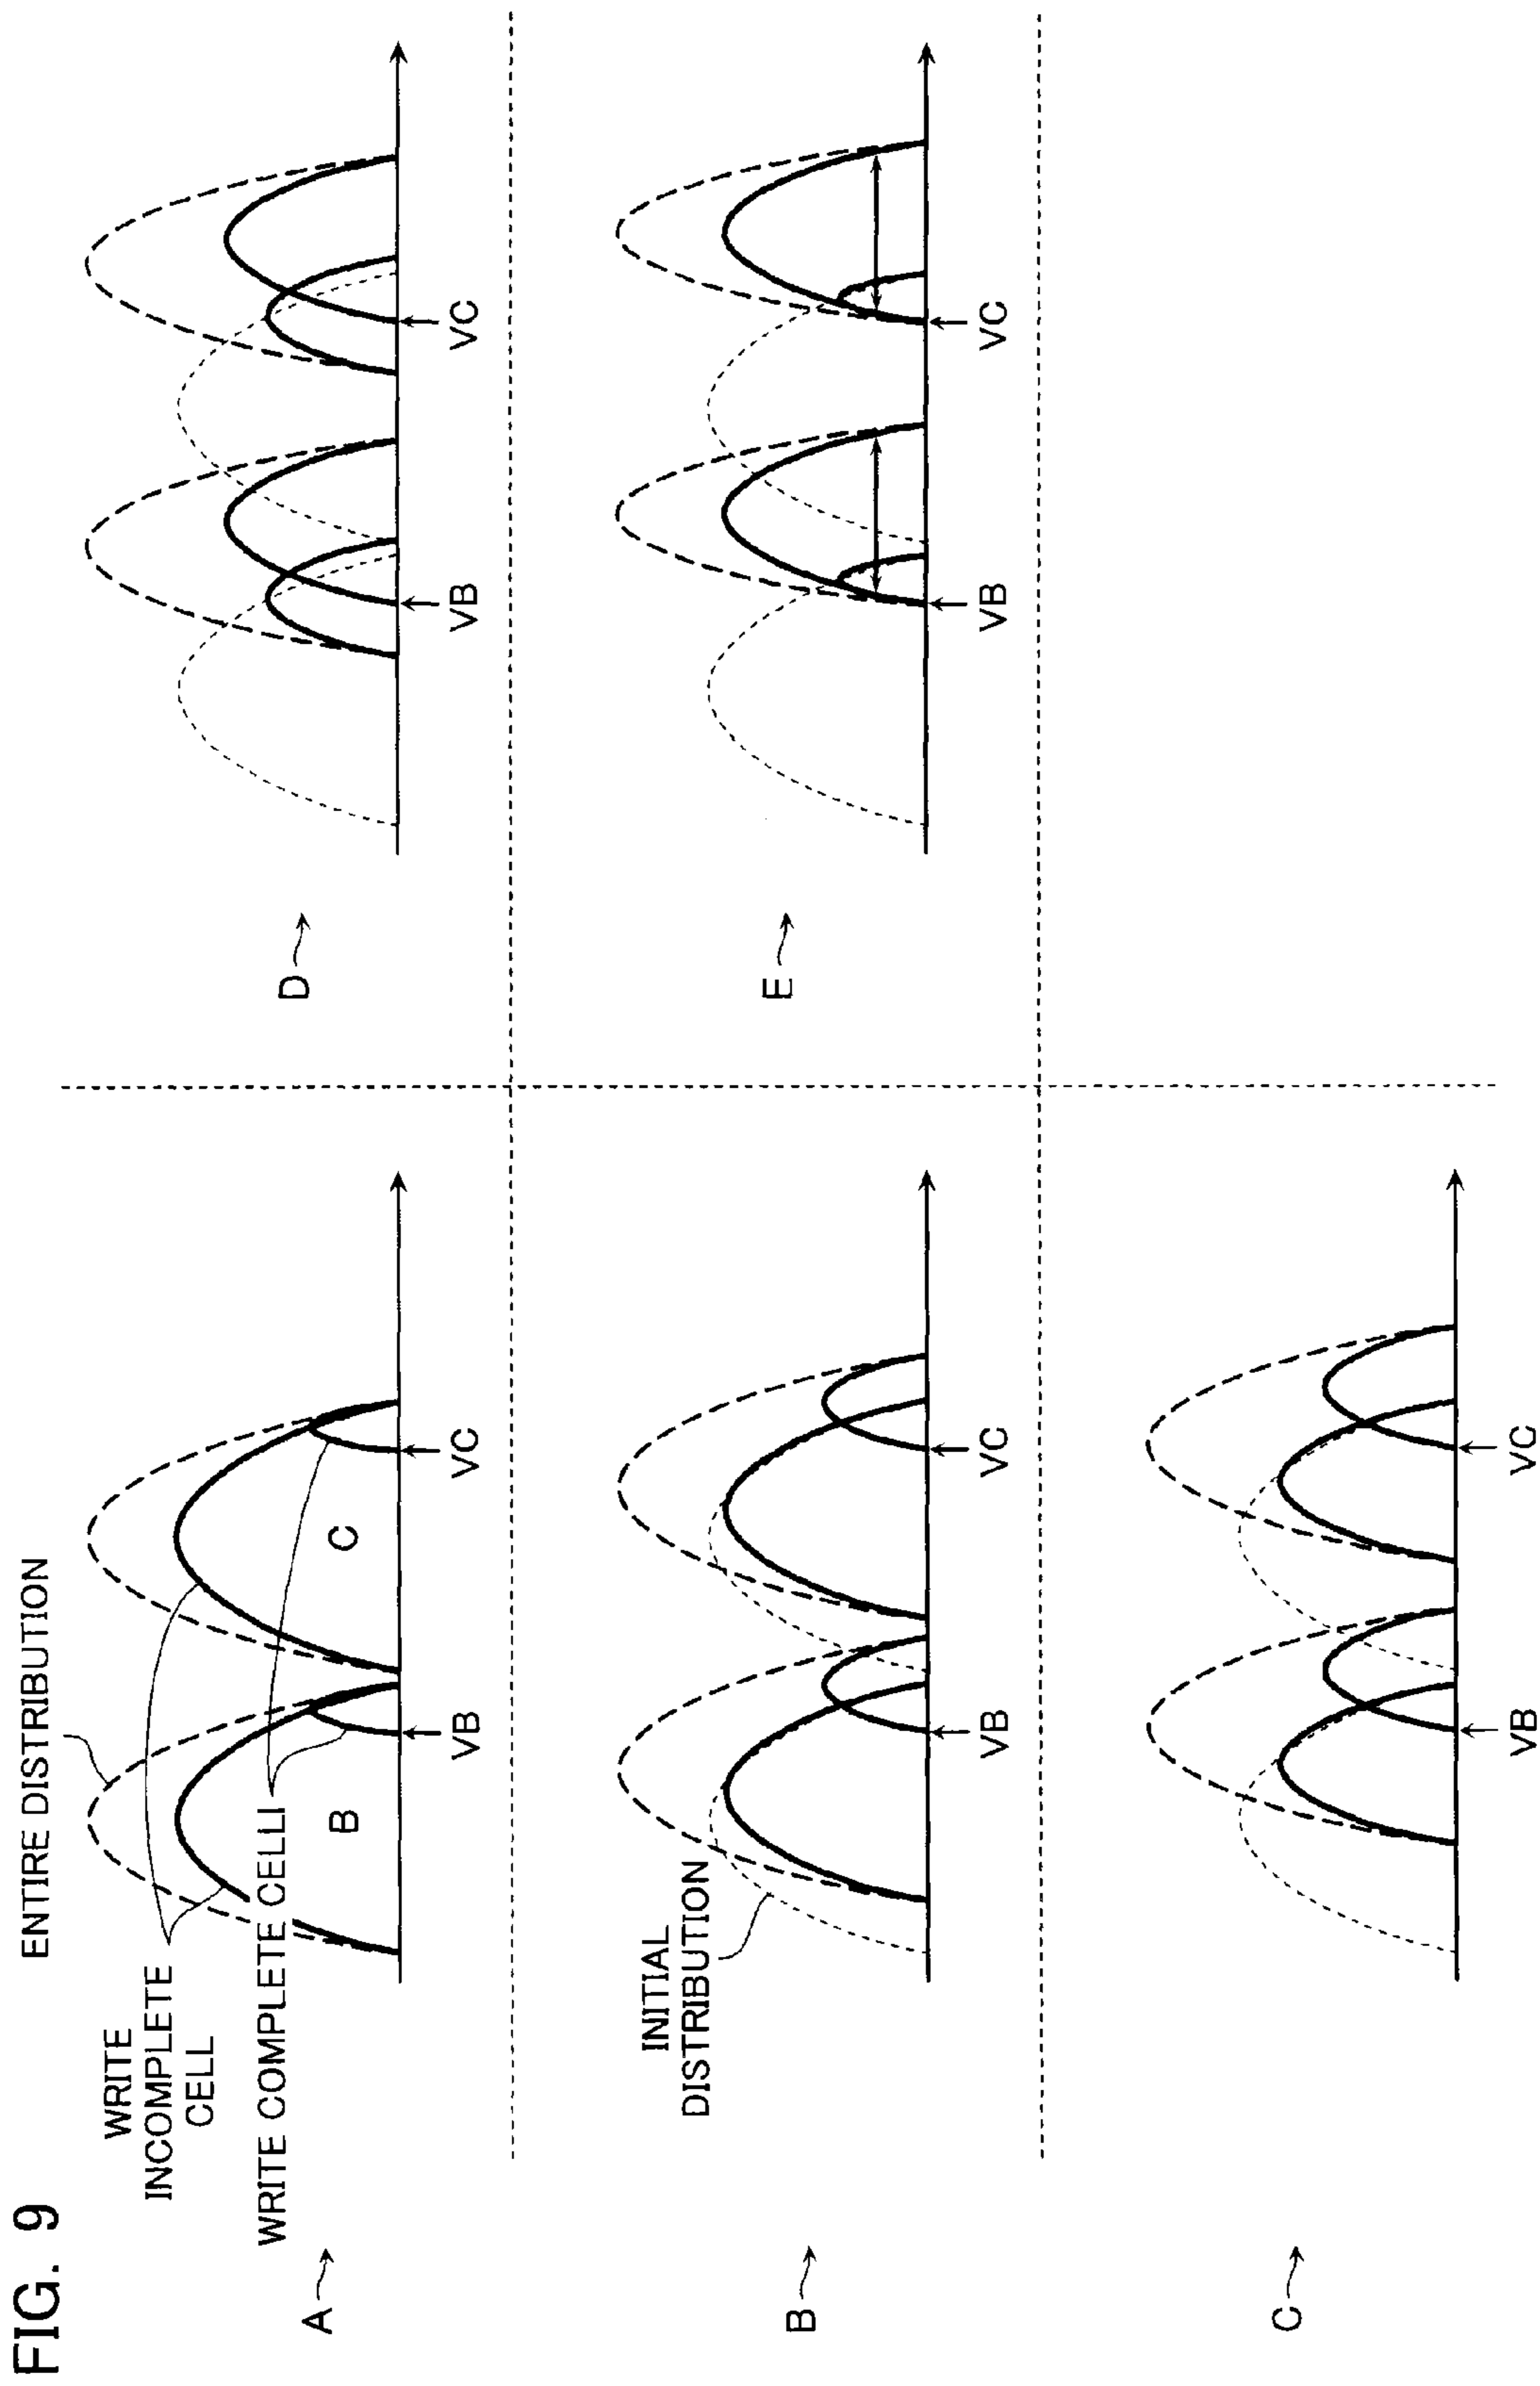 FIG. 9
ENTIRE DISTRIBUTION
WRITE
INCOMPLETE
CELL
WRITE COMPLETE CELLI
A
B
C
VB
VC
INITIAL
DISTRIBUTION
B
VB
VC
C
VB
VC
D
VB
VC
E
VB
VC